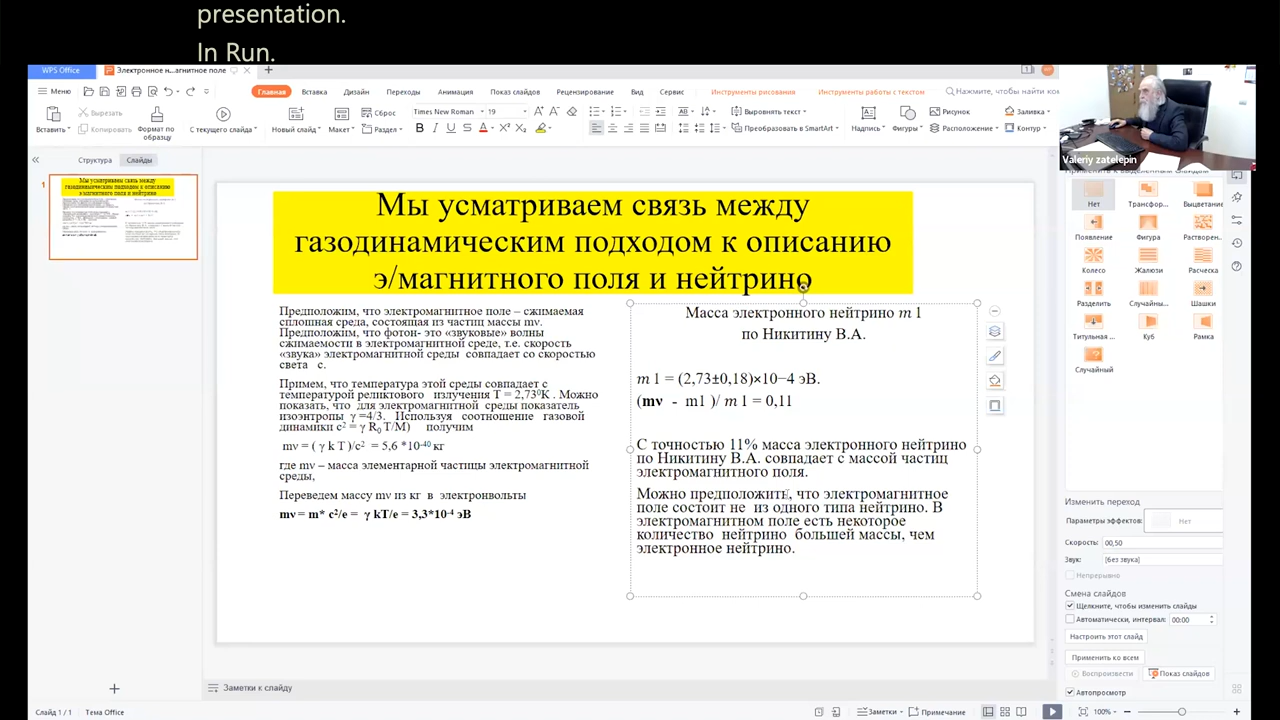 presentation.
In Run.
WPS Office
Электронное н...агнитное поле
Меню
Главная
Вставка
Дизайн
Переходы
Анимация
Показ слайдов
Рецензирование
Вид
Сервис
Инструменты рисования
Инструменты работы с текстом
Нажмите, чтобы найти ком
Вставить
Вырезать
Копировать
Формат по образцу
С текущего слайда
Новый слайд
Макет
Сброс
Раздел
Times New Roman
19
Выровнять текст
Преобразовать в SmartArt
Надпись
Фигуры
Рисунок
Расположение
Заливка
Контур
Valeriy zatelepin
Структура
Слайды
1
Мы усматриваем связь между
газодинамическим подходом к описанию
э/магнитного поля и нейтрино
Предположим, что электромагнитное поле – сжимаемая
сплошная среда, состоящая из частиц массы mν.
Предположим, что фотон- это «звуковые» волны
сжимаемости в электромагнитной среде, т.е. скорость
«звука» электромагнитной среды совпадает со скоростью
света с.
Примем, что температура этой среды совпадает с
температурой реликтового излучения T = 2,73⁰K . Можно
показать, что для электромагнитной среды показатель
изоэнтропы γ =4/3. Используя соотношение газовой
динамики c² = γ R₀ T/M) получим
mν = ( γ k T )/c² = 5,6 *10⁻⁴⁰ кг
где mν – масса элементарной частицы электромагнитной
среды,
Переведем массу mν из кг в электронвольты
mν = m* c²/e = γ kT/e = 3,3*10⁻⁴ эВ
Масса электронного нейтрино m 1
по Никитину В.А.
m 1 = (2,73±0,18)×10−4 эВ.
(mν - m1 )/ m 1 = 0,11
С точностью 11% масса электронного нейтрино
по Никитину В.А. совпадает с массой частиц
электромагнитного поля.
Можно предположить, что электромагнитное
поле состоит не из одного типа нейтрино. В
электромагнитном поле есть некоторое
количество нейтрино большей массы, чем
электронное нейтрино.
Нет
Трансфор...
Выцветание
Появление
Фигура
Растворен...
Колесо
Жалюзи
Расческа
Разделить
Случайны...
Шашки
Титульная ...
Куб
Рамка
Случайный
Изменить переход
Параметры эффектов:
Нет
Скорость:
00,50
Звук:
[без звука]
Непрерывно
Смена слайдов
Щелкните, чтобы изменить слайды
Автоматически, интервал:
00:00
Настроить этот слайд
Применить ко всем
Воспроизвести
Показ слайдов
Автопросмотр
Заметки к слайду
Слайд 1 / 1
Тема Office
Заметки
Примечание
100%